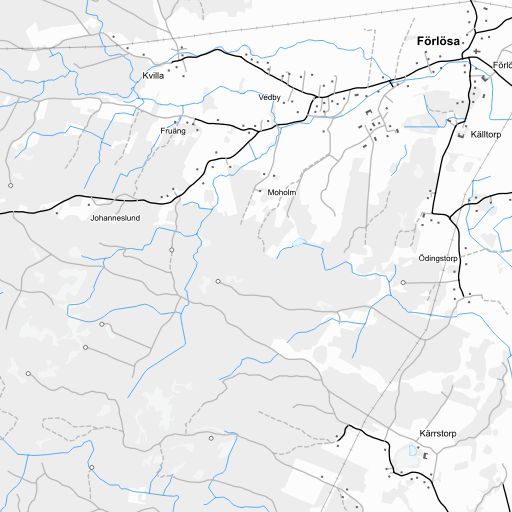 Förlösa
Förlö
Kvilla
Vedby
Fruäng
Källtorp
Moholm
Johanneslund
Ödingstorp
Kärrstorp